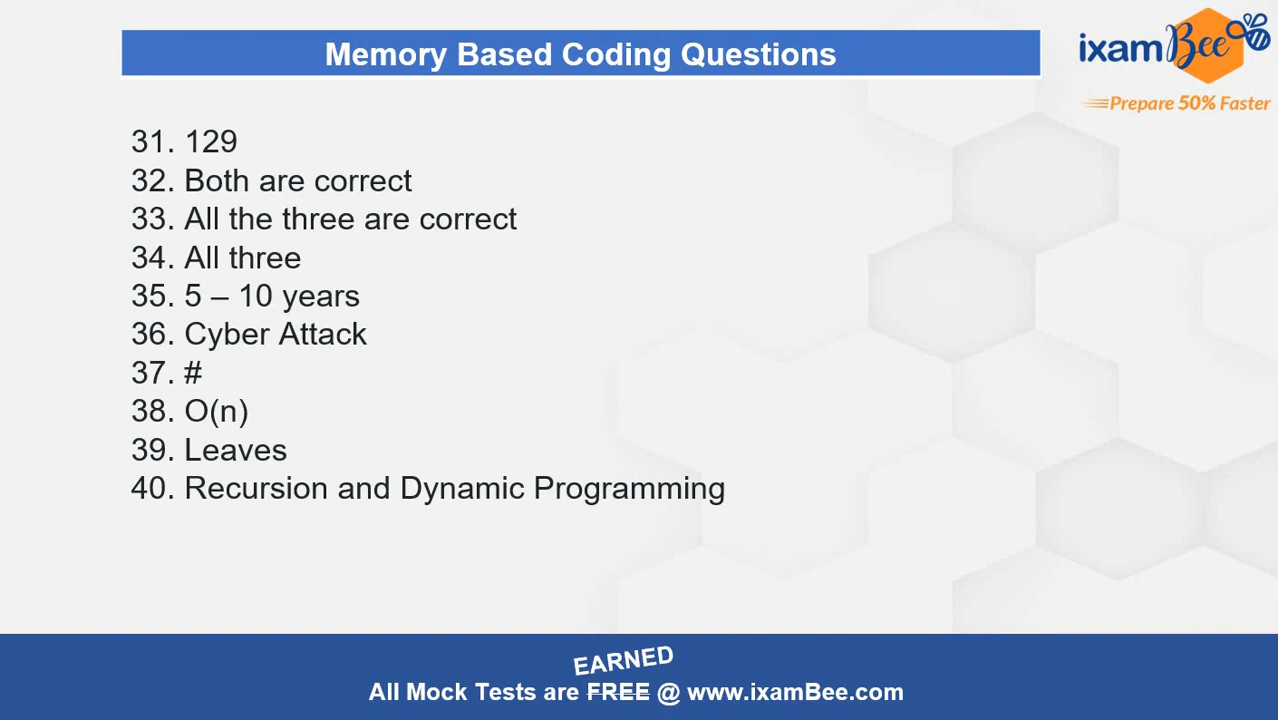 Memory Based Coding Questions
ixamBee
Prepare 50% Faster
31. 129
32. Both are correct
33. All the three are correct
34. All three
35. 5 – 10 years
36. Cyber Attack
37. #
38. O(n)
39. Leaves
40. Recursion and Dynamic Programming
EARNED
All Mock Tests are FREE @ www.ixamBee.com